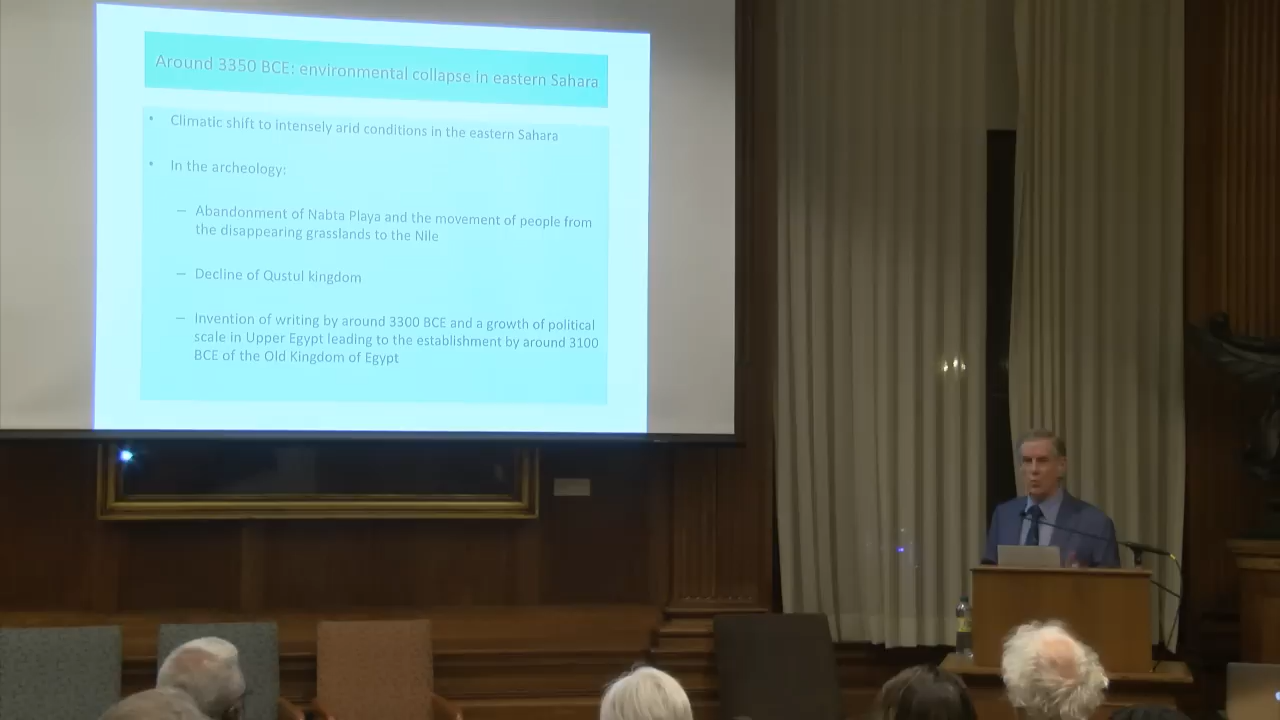 Around 3350 BCE: environmental collapse in eastern Sahara
• Climatic shift to intensely arid conditions in the eastern Sahara
• In the archeology:
– Abandonment of Nabta Playa and the movement of people from
the disappearing grasslands to the Nile
– Decline of Qustul kingdom
– Invention of writing by around 3300 BCE and a growth of political
scale in Upper Egypt leading to the establishment by around 3100
BCE of the Old Kingdom of Egypt